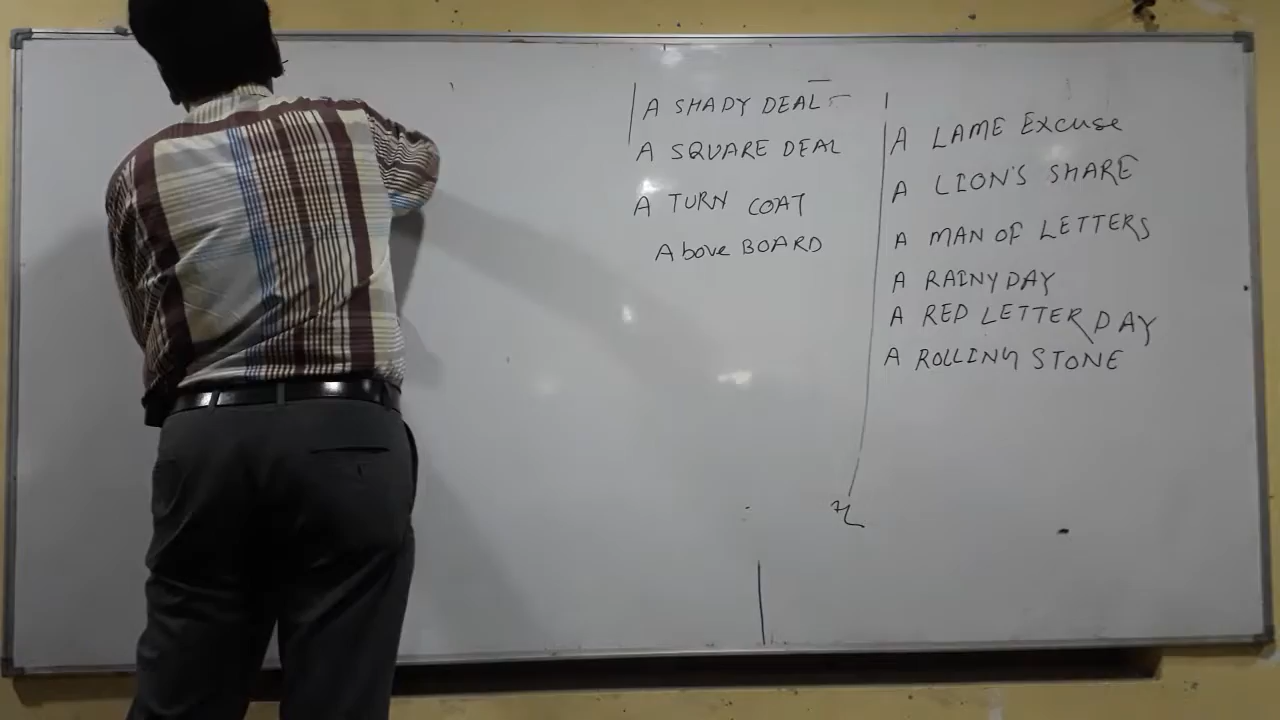 A SHADY DEAL
A SQUARE DEAL
A TURN COAT
Above BOARD
A LAME Excuse
A LION'S SHARE
A MAN OF LETTERS
A RAINY DAY
A RED LETTER DAY
A ROLLING STONE